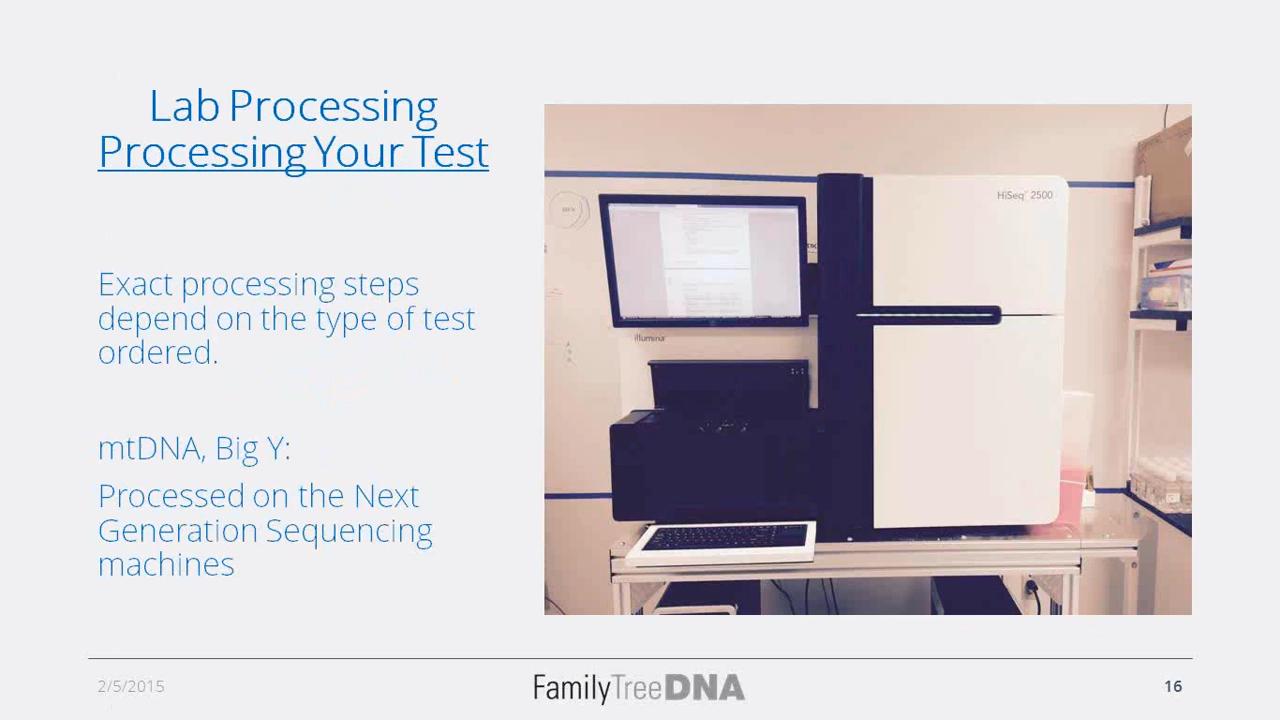 Lab Processing
Processing Your Test
Exact processing steps
depend on the type of test
ordered.
mtDNA, Big Y:
Processed on the Next
Generation Sequencing
machines
HiSeq 2500
illumina
2/5/2015
FamilyTreeDNA
16